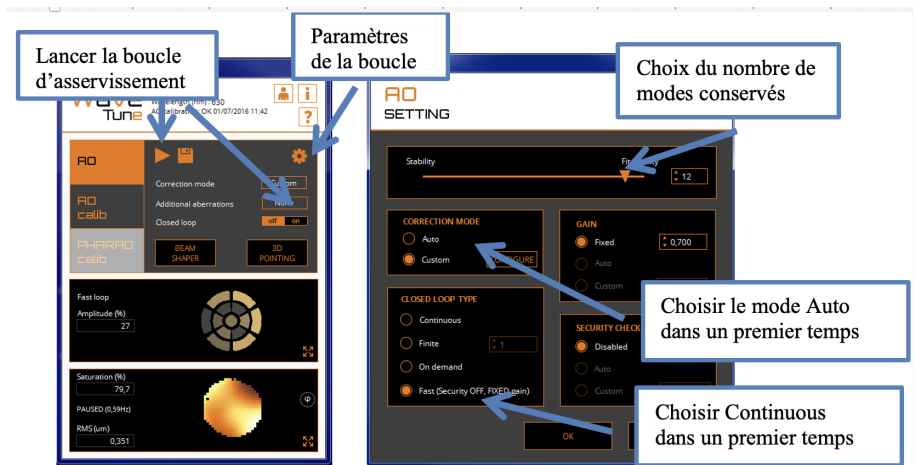 Lancer la boucle
d'asservissement
Paramètres
de la boucle
Choix du nombre de
modes conservés
Wave
Tune
Wavelength (nm) : 630
AO calibration: OK 01/07/2016 11:42
i
?
AO
Correction mode
Custom
Additional aberrations
None
Closed loop
off on
AO
calib
PHARAO
calib
BEAM
SHAPER
3D
POINTING
Fast loop
Amplitude (%)
27
Saturation (%)
79,7
PAUSED (0,59Hz)
φ
RMS (um)
0,351
AO
SETTING
Stability
12
CORRECTION MODE
Auto
Custom
GAIN
Fixed
0,700
Auto
Custom
Choisir le mode Auto
dans un premier temps
CLOSED LOOP TYPE
Continuous
Finite
1
On demand
Fast (Security OFF, FIXED gain)
SECURITY CHECK
Disabled
Auto
Custom
Choisir Continuous
dans un premier temps
OK